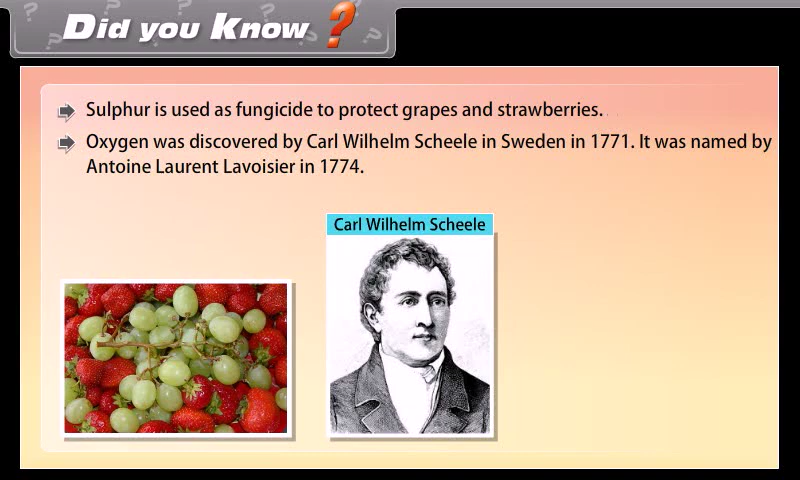 Did you Know ?
Sulphur is used as fungicide to protect grapes and strawberries.
Oxygen was discovered by Carl Wilhelm Scheele in Sweden in 1771. It was named by
Antoine Laurent Lavoisier in 1774.
Carl Wilhelm Scheele